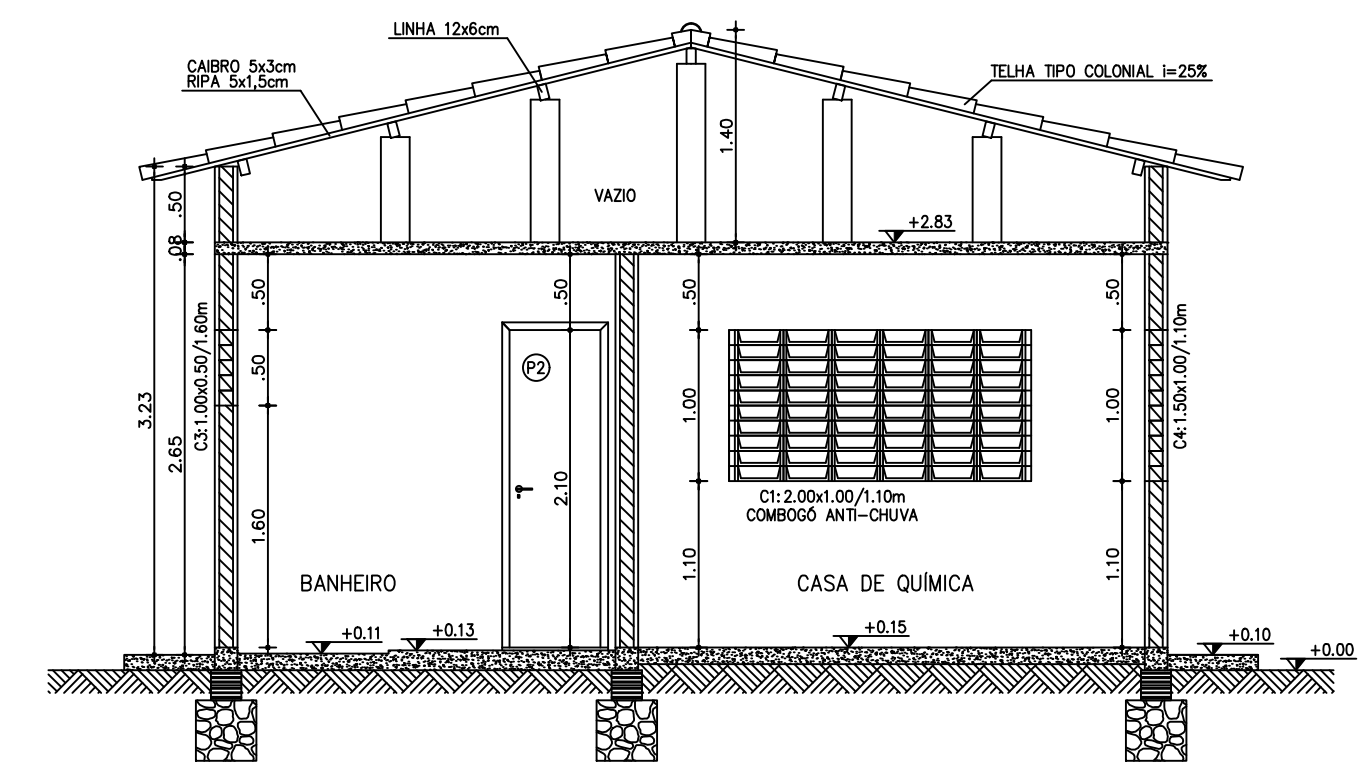 LINHA 12x6cm
CAIBRO 5x3cm
RIPA 5x1,5cm
TELHA TIPO COLONIAL i=25%
1.40
VAZIO
+2.83
.50
.08
3.23
2.65
C3:1.00x0.50/1.60m
.50
.50
1.60
.50
2.10
P2
.50
1.00
1.10
.50
1.00
1.10
C4:1.50x1.00/1.10m
C1:2.00x1.00/1.10m
COMBOGÓ ANTI-CHUVA
BANHEIRO
CASA DE QUÍMICA
+0.11
+0.13
+0.15
+0.10
+0.00